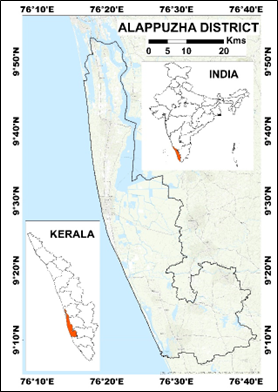 76°10'E 76°20'E 76°30'E 76°40'E
ALAPPUZHA DISTRICT
0 5 10 20
Kms
INDIA
9°50'N 9°50'N
9°40'N 9°40'N
9°30'N 9°30'N
KERALA
9°20'N 9°20'N
9°10'N 9°10'N
76°10'E 76°20'E 76°30'E 76°40'E